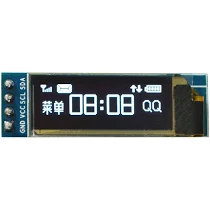 菜单 08:08 QQ
GND VCC SCL SDA